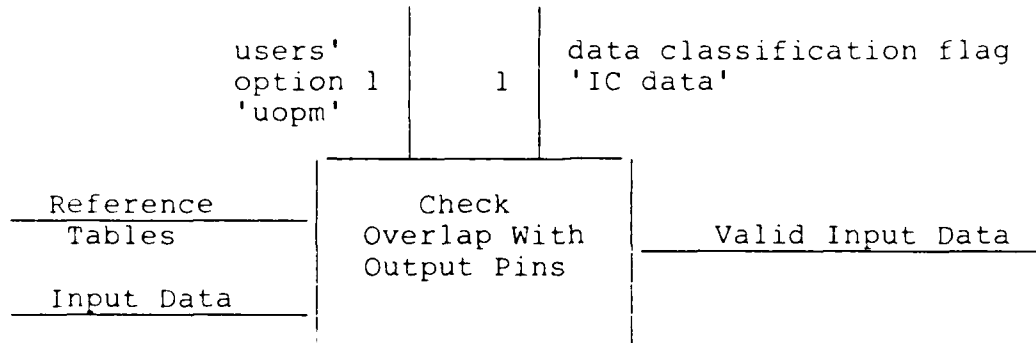 users'
option 1
'uopm'
1
data classification flag
'IC data'
Reference
Tables
Input Data
Check
Overlap With
Output Pins
Valid Input Data